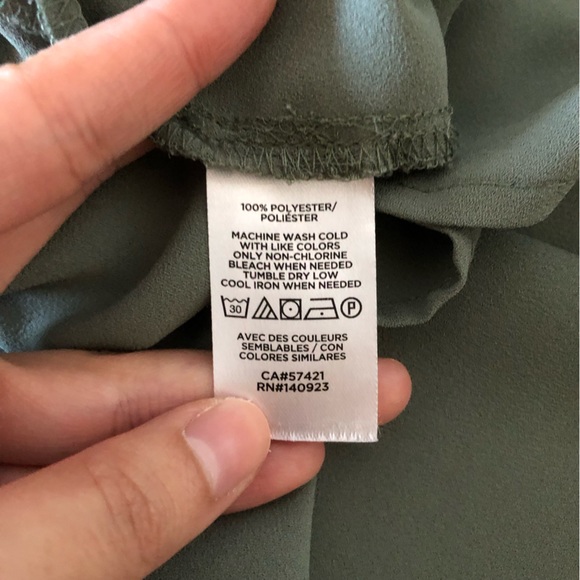 100% POLYESTER/
POLIÉSTER
MACHINE WASH COLD
WITH LIKE COLORS
ONLY NON-CHLORINE
BLEACH WHEN NEEDED
TUMBLE DRY LOW
COOL IRON WHEN NEEDED
30 P
AVEC DES COULEURS
SEMBLABLES / CON
COLORES SIMILARES
CA#57421
RN#140923